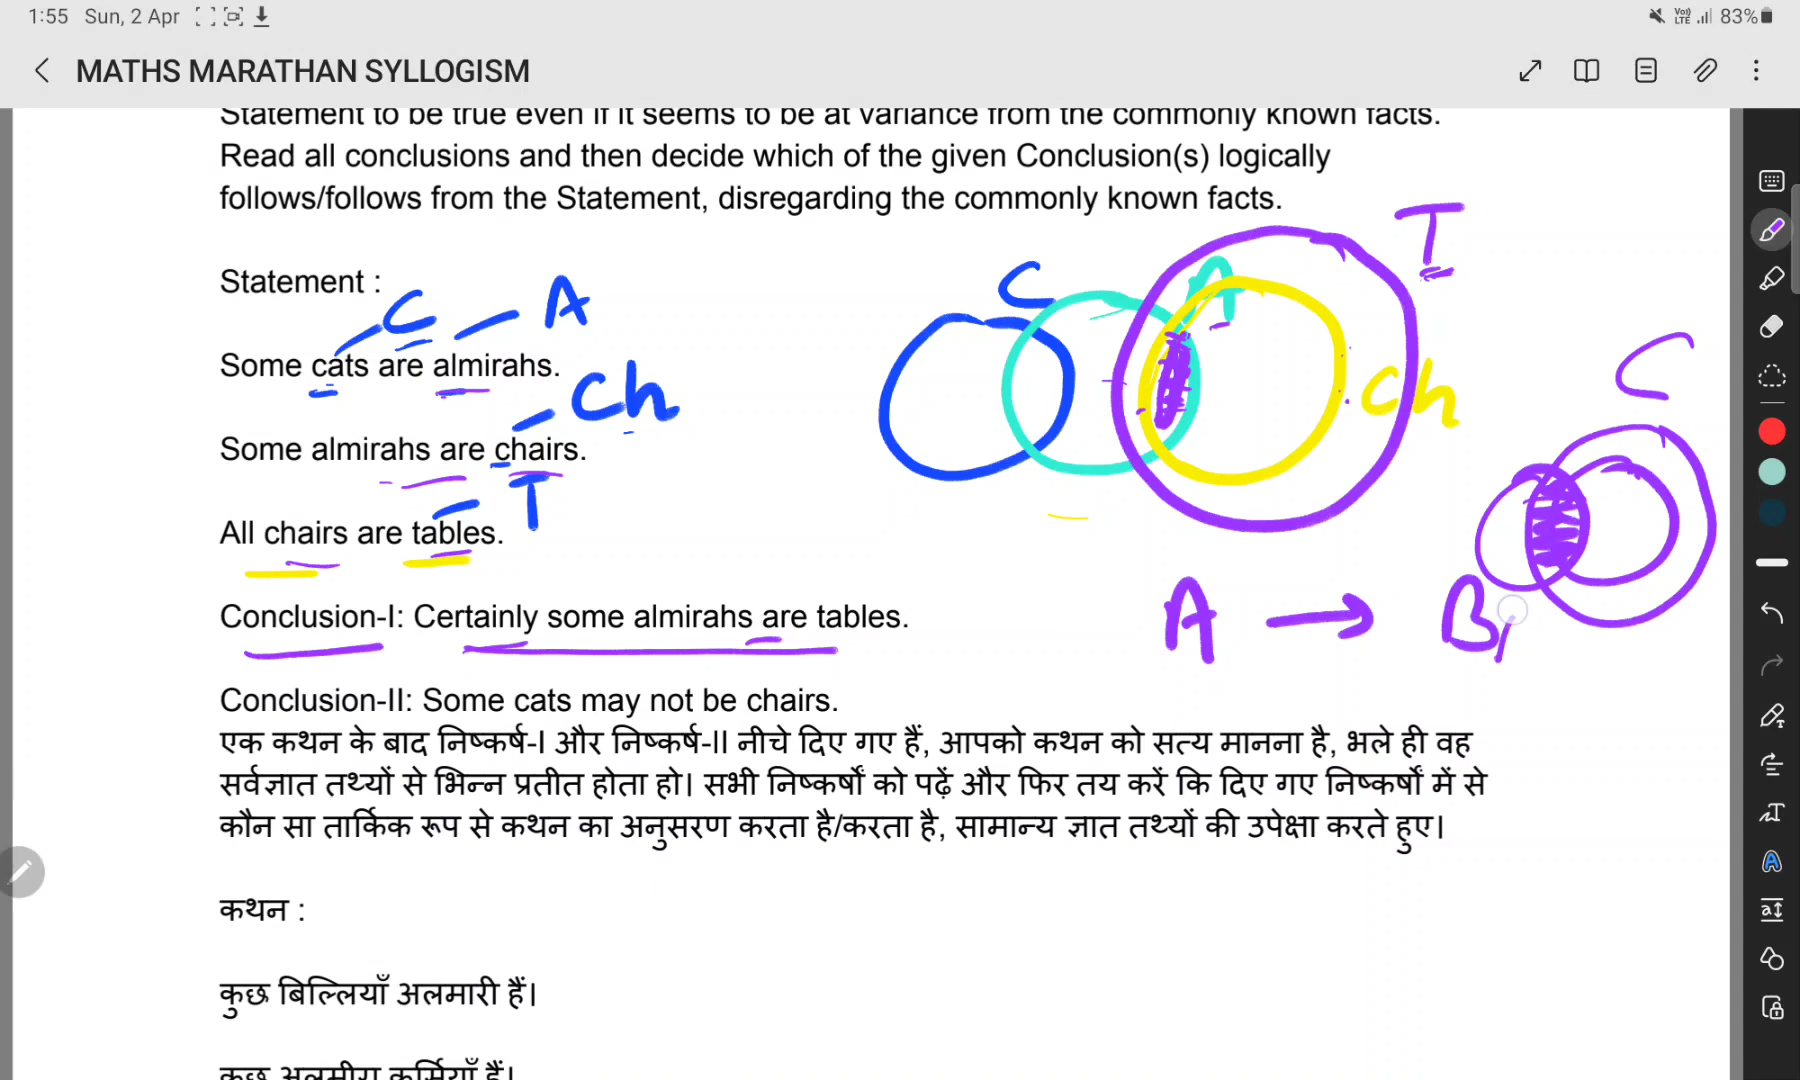 1:55 Sun, 2 Apr
83%
MATHS MARATHAN SYLLOGISM
Statement to be true even if it seems to be at variance from the commonly known facts.
Read all conclusions and then decide which of the given Conclusion(s) logically
follows/follows from the Statement, disregarding the commonly known facts.
T
Statement :
C A
C A
Some cats are almirahs.
Ch
Ch
C
Some almirahs are chairs.
T
All chairs are tables.
Conclusion-I: Certainly some almirahs are tables.
A → B
Conclusion-II: Some cats may not be chairs.
एक कथन के बाद निष्कर्ष-I और निष्कर्ष-II नीचे दिए गए हैं, आपको कथन को सत्य मानना है, भले ही वह
सर्वज्ञात तथ्यों से भिन्न प्रतीत होता हो। सभी निष्कर्षों को पढ़ें और फिर तय करें कि दिए गए निष्कर्षों में से
कौन सा तार्किक रूप से कथन का अनुसरण करता है/करता है, सामान्य ज्ञात तथ्यों की उपेक्षा करते हुए।
कथन :
कुछ बिल्लियाँ अलमारी हैं।
कुछ अलमीरा कुर्सियाँ हैं।